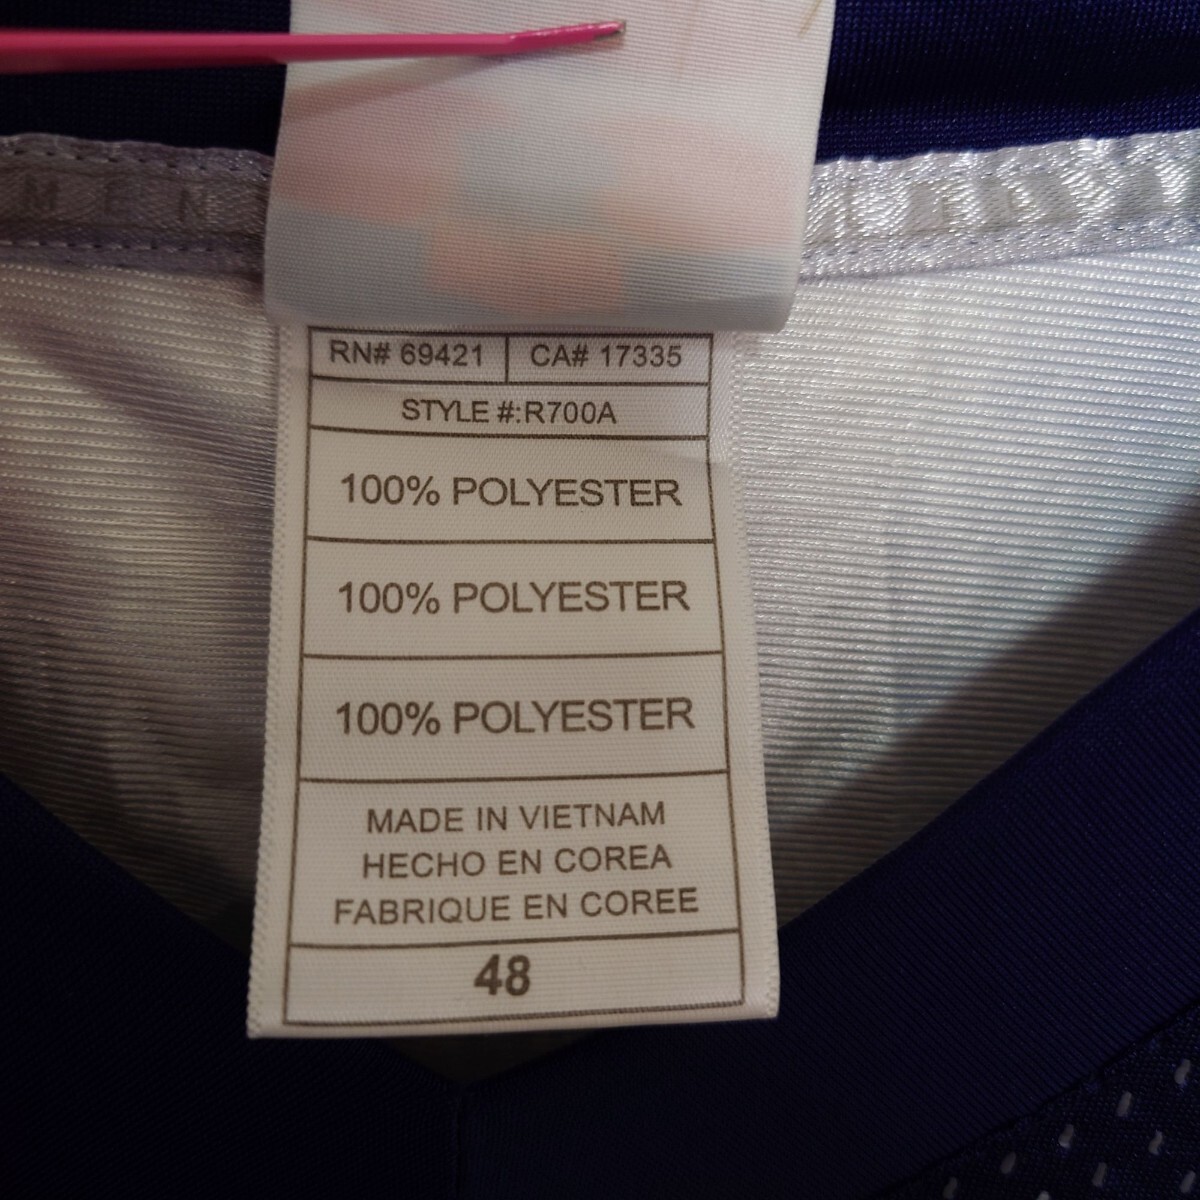 M E N
RN# 69421 CA# 17335
STYLE #:R700A
100% POLYESTER
100% POLYESTER
100% POLYESTER
MADE IN VIETNAM
HECHO EN COREA
FABRIQUE EN COREE
48